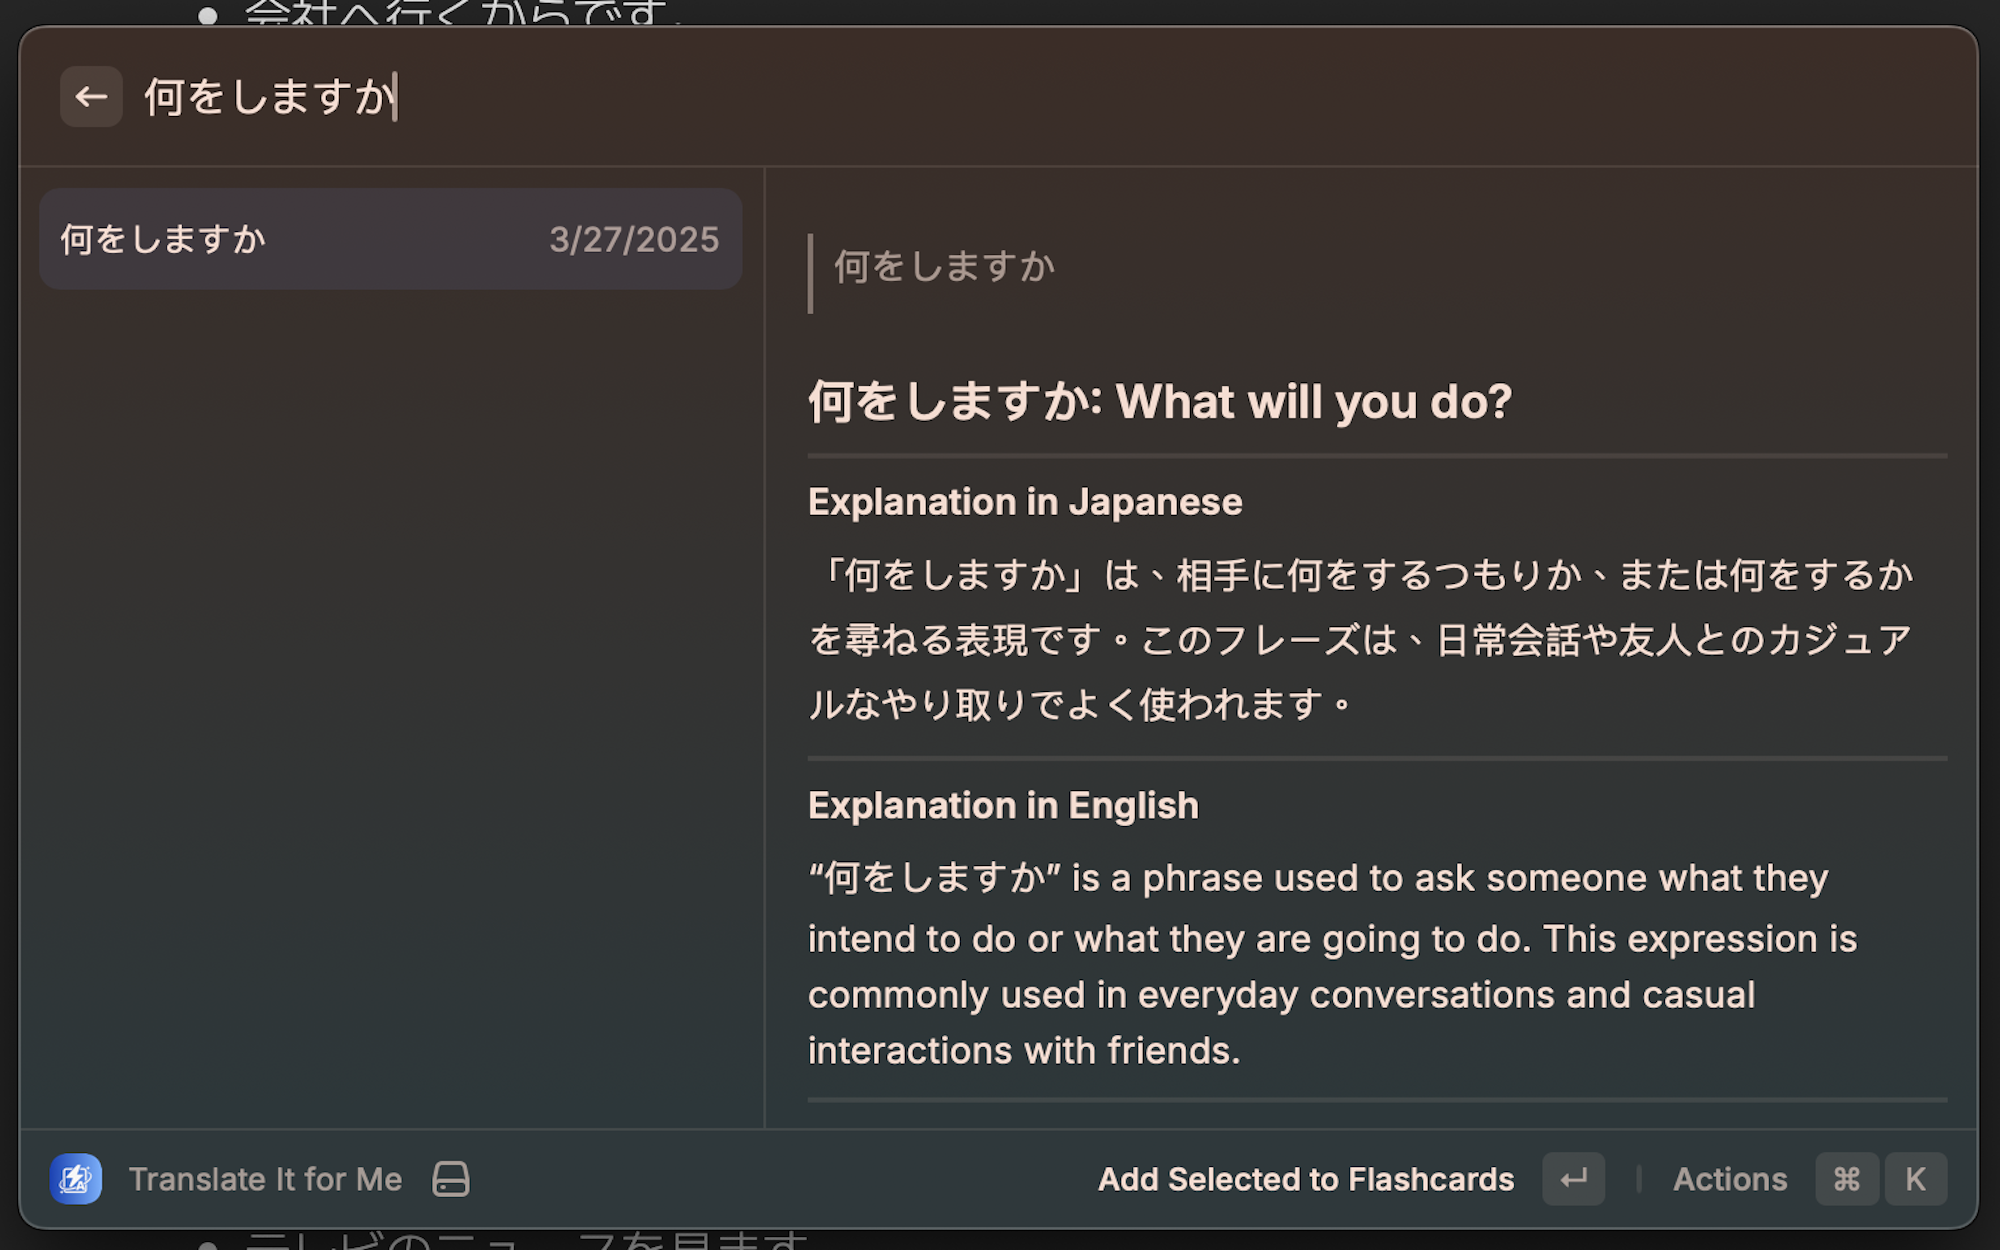 会社へ行くからです。
何をしますか
何をしますか 3/27/2025
何をしますか
何をしますか: What will you do?
Explanation in Japanese
「何をしますか」は、相手に何をするつもりか、または何をするか
を尋ねる表現です。このフレーズは、日常会話や友人とのカジュア
ルなやり取りでよく使われます。
Explanation in English
“何をしますか” is a phrase used to ask someone what they
intend to do or what they are going to do. This expression is
commonly used in everyday conversations and casual
interactions with friends.
Translate It for Me
Add Selected to Flashcards ↵
Actions ⌘ K
テレビのニュースを見ます